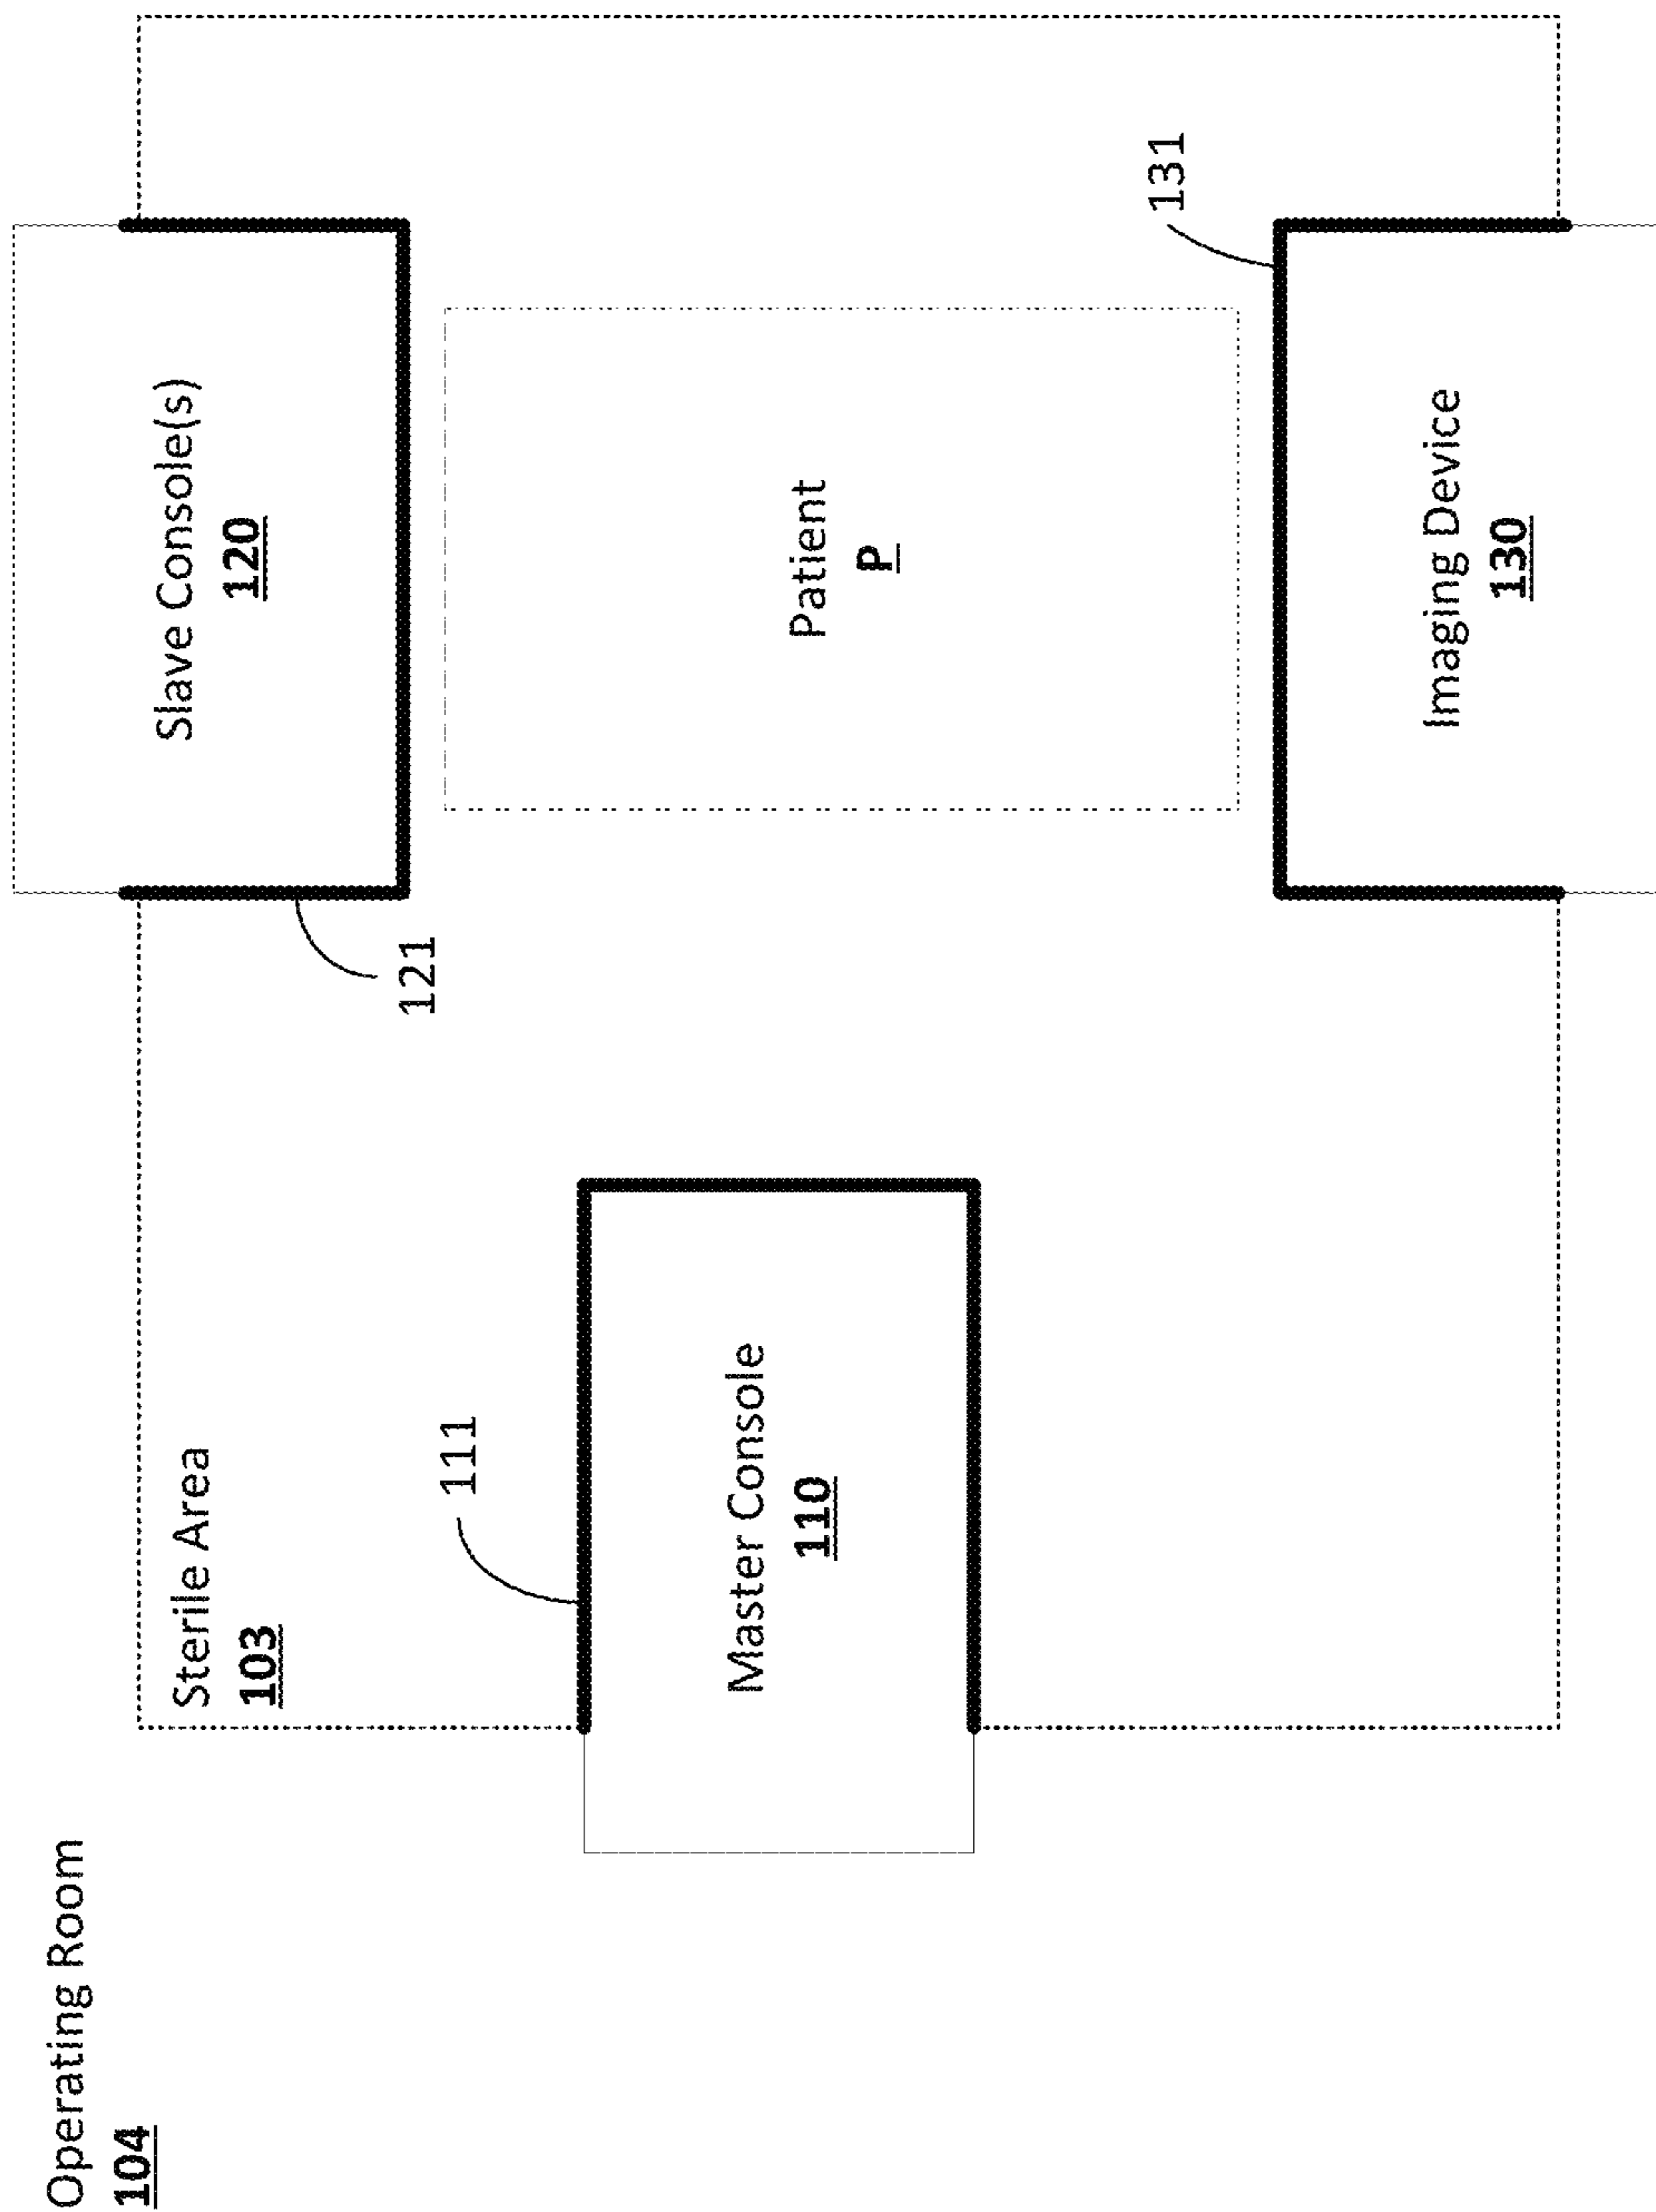 Operating Room
104
Sterile Area
103
Slave Console(s)
120
121
111
Master Console
110
Patient
P
131
Imaging Device
130